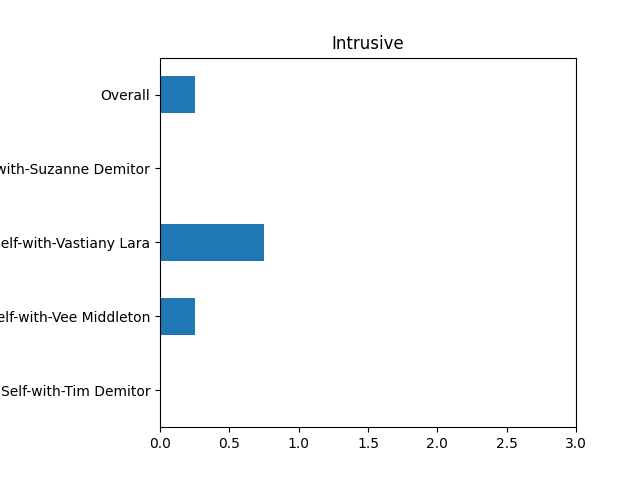 Intrusive
Overall
with-Suzanne Demitor
elf-with-Vastiany Lara
elf-with-Vee Middleton
Self-with-Tim Demitor
0.0 0.5 1.0 1.5 2.0 2.5 3.0